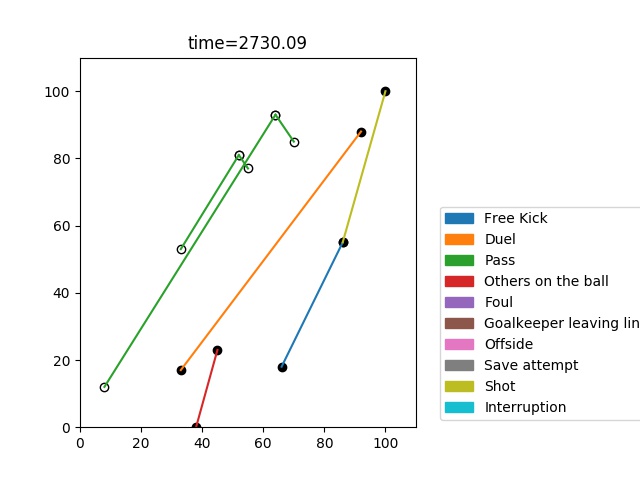 time=2730.09
100
80
60
40
20
0
0 20 40 60 80 100
Free Kick
Duel
Pass
Others on the ball
Foul
Goalkeeper leaving lin
Offside
Save attempt
Shot
Interruption